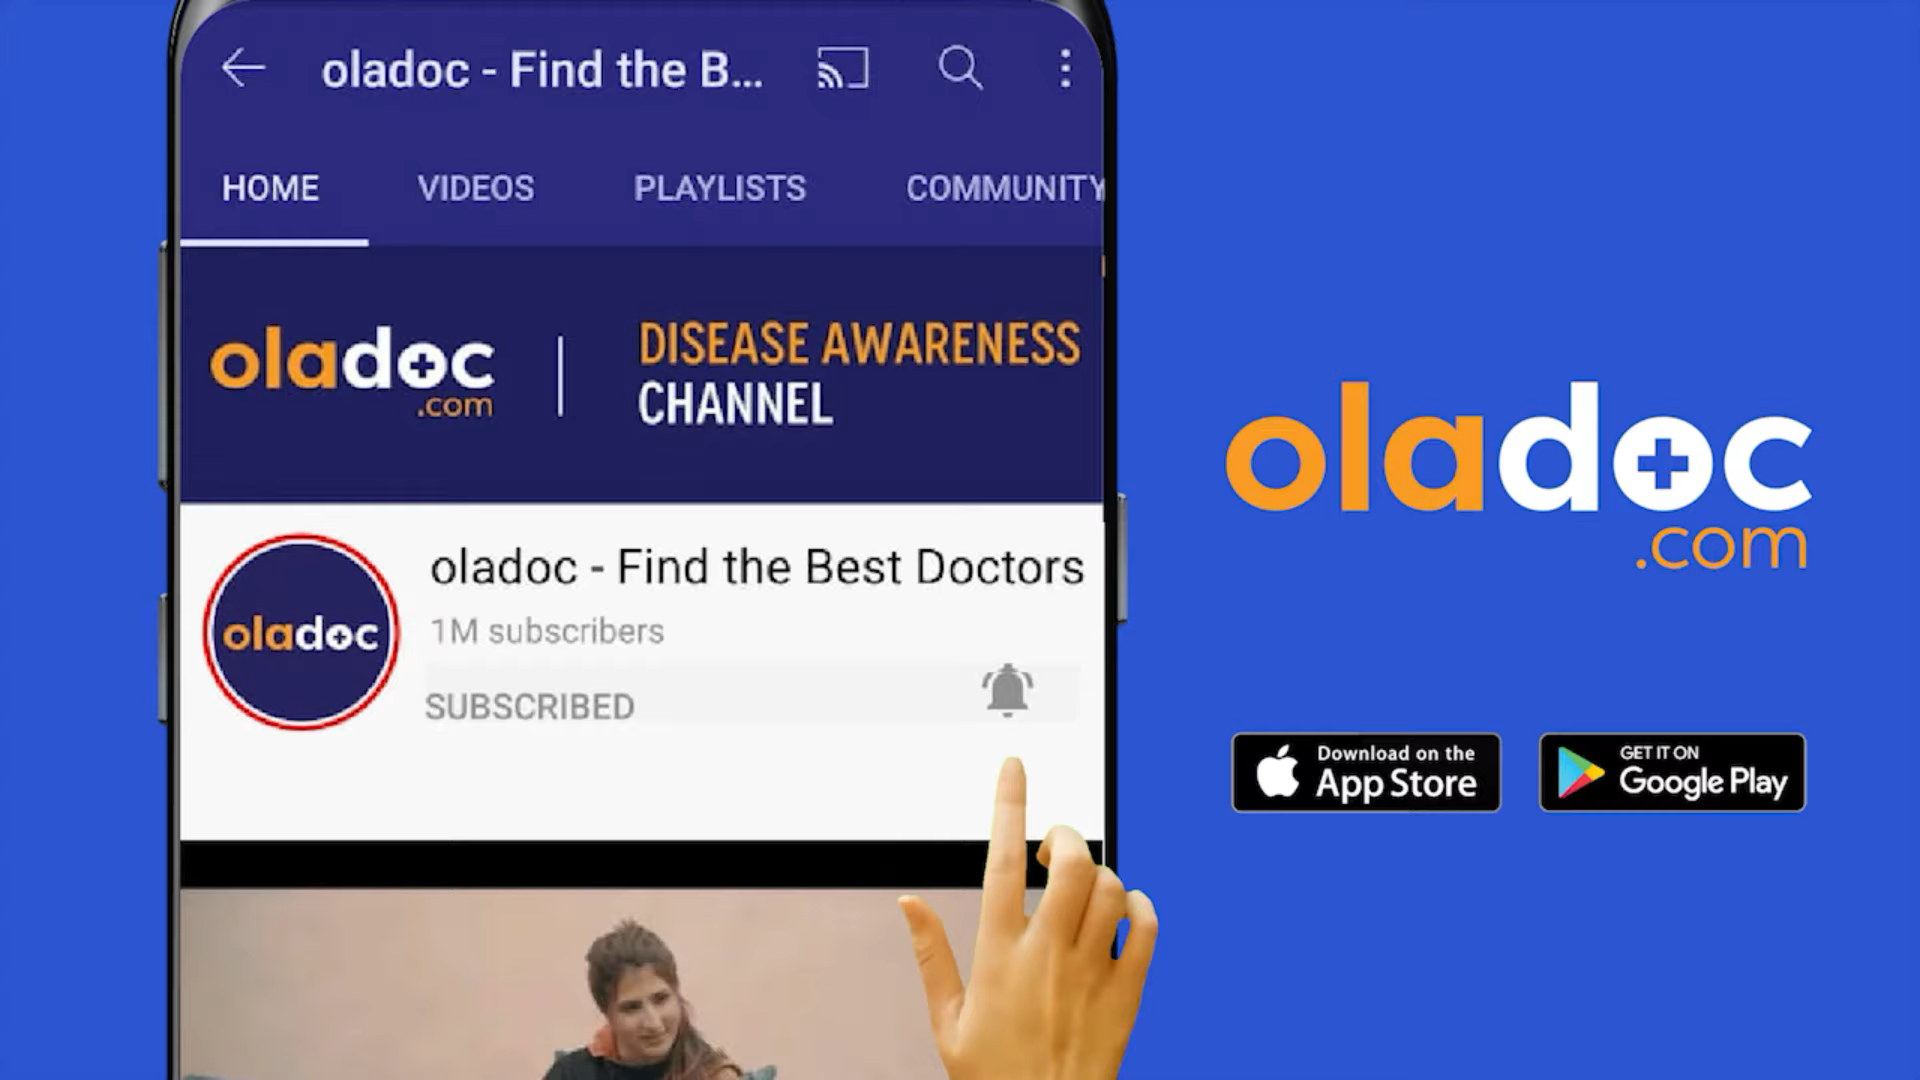 oladoc - Find the B...
HOME VIDEOS PLAYLISTS COMMUNITY
oladoc
.com
DISEASE AWARENESS
CHANNEL
oladoc
oladoc - Find the Best Doctors
1M subscribers
SUBSCRIBED
oladoc
.com
Download on the
App Store
GET IT ON
Google Play